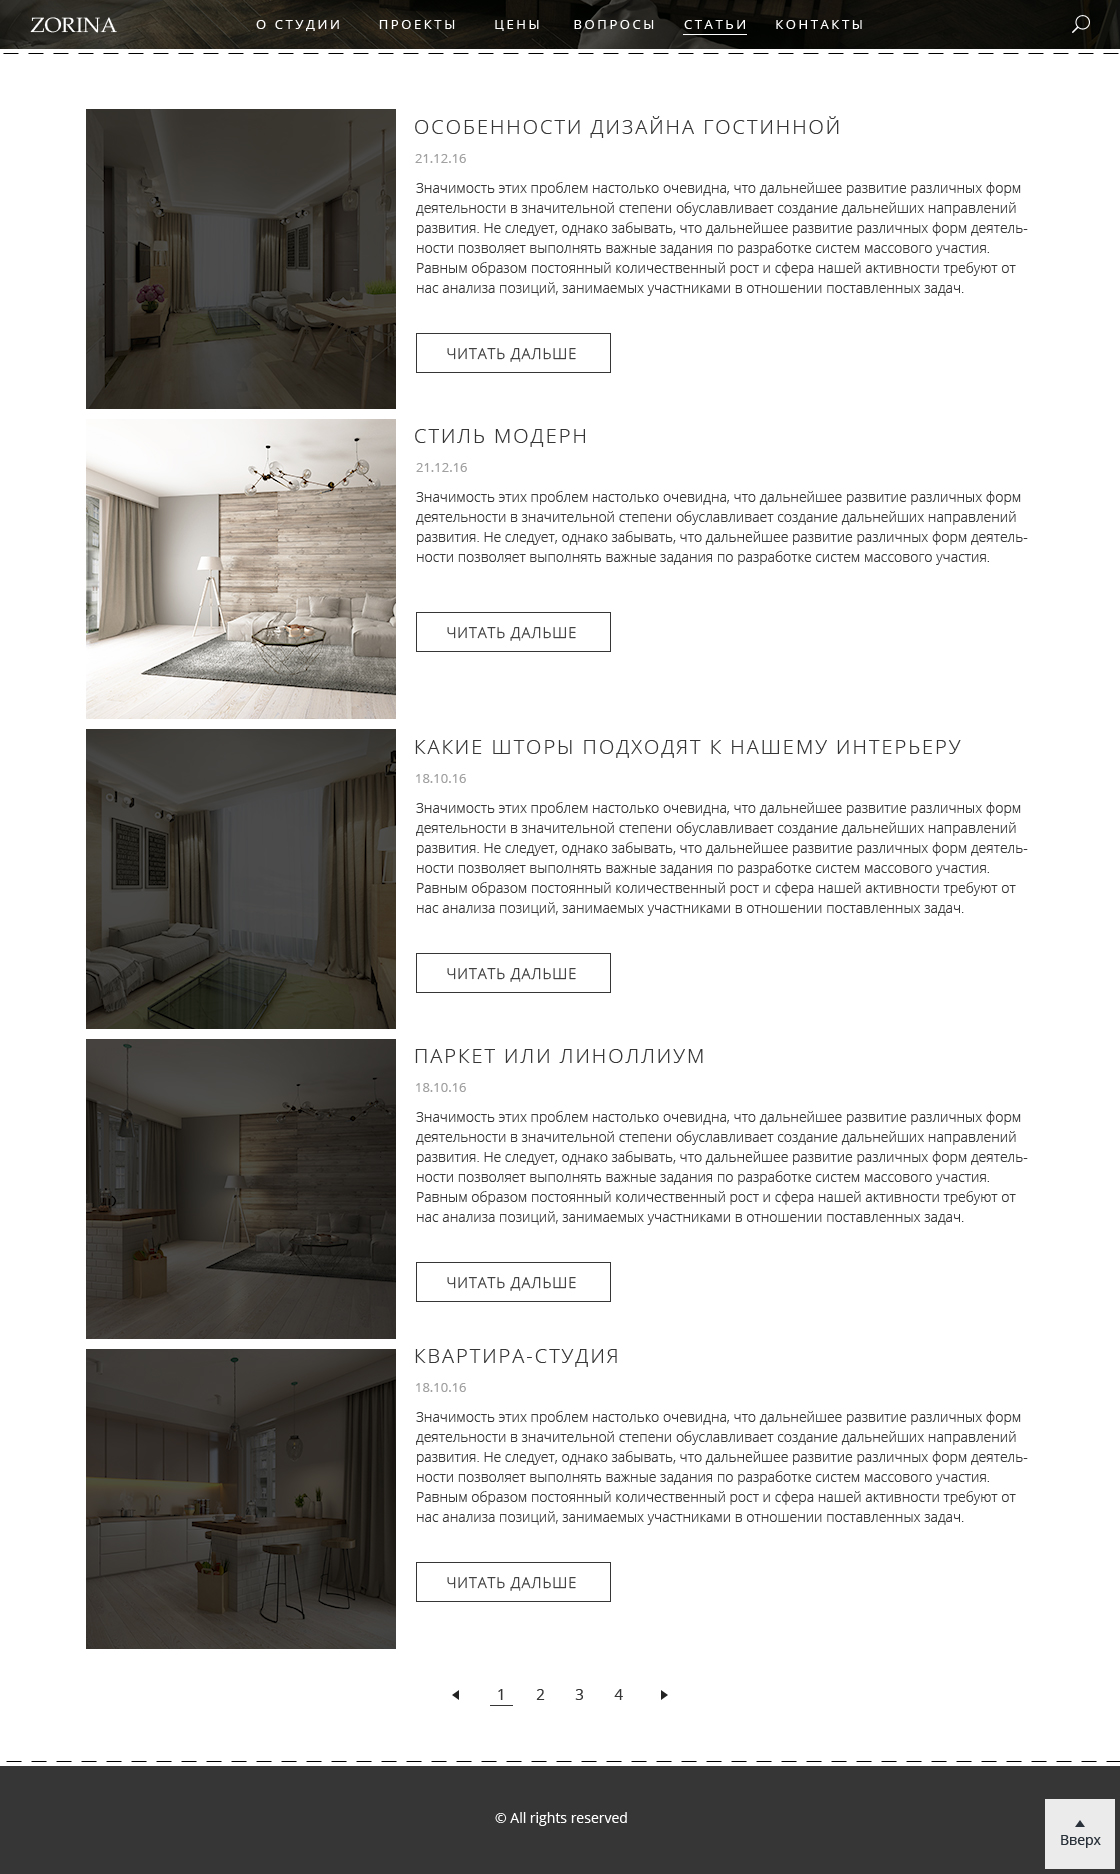 ZORINA
О СТУДИИ ПРОЕКТЫ ЦЕНЫ ВОПРОСЫ СТАТЬИ КОНТАКТЫ
ОСОБЕННОСТИ ДИЗАЙНА ГОСТИННОЙ
21.12.16
Значимость этих проблем настолько очевидна, что дальнейшее развитие различных форм
деятельности в значительной степени обуславливает создание дальнейших направлений
развития. Не следует, однако забывать, что дальнейшее развитие различных форм деятель-
ности позволяет выполнять важные задания по разработке систем массового участия.
Равным образом постоянный количественный рост и сфера нашей активности требуют от
нас анализа позиций, занимаемых участниками в отношении поставленных задач.
ЧИТАТЬ ДАЛЬШЕ
СТИЛЬ МОДЕРН
21.12.16
Значимость этих проблем настолько очевидна, что дальнейшее развитие различных форм
деятельности в значительной степени обуславливает создание дальнейших направлений
развития. Не следует, однако забывать, что дальнейшее развитие различных форм деятель-
ности позволяет выполнять важные задания по разработке систем массового участия.
ЧИТАТЬ ДАЛЬШЕ
КАКИЕ ШТОРЫ ПОДХОДЯТ К НАШЕМУ ИНТЕРЬЕРУ
18.10.16
Значимость этих проблем настолько очевидна, что дальнейшее развитие различных форм
деятельности в значительной степени обуславливает создание дальнейших направлений
развития. Не следует, однако забывать, что дальнейшее развитие различных форм деятель-
ности позволяет выполнять важные задания по разработке систем массового участия.
Равным образом постоянный количественный рост и сфера нашей активности требуют от
нас анализа позиций, занимаемых участниками в отношении поставленных задач.
ЧИТАТЬ ДАЛЬШЕ
ПАРКЕТ ИЛИ ЛИНОЛЛИУМ
18.10.16
Значимость этих проблем настолько очевидна, что дальнейшее развитие различных форм
деятельности в значительной степени обуславливает создание дальнейших направлений
развития. Не следует, однако забывать, что дальнейшее развитие различных форм деятель-
ности позволяет выполнять важные задания по разработке систем массового участия.
Равным образом постоянный количественный рост и сфера нашей активности требуют от
нас анализа позиций, занимаемых участниками в отношении поставленных задач.
ЧИТАТЬ ДАЛЬШЕ
КВАРТИРА-СТУДИЯ
18.10.16
Значимость этих проблем настолько очевидна, что дальнейшее развитие различных форм
деятельности в значительной степени обуславливает создание дальнейших направлений
развития. Не следует, однако забывать, что дальнейшее развитие различных форм деятель-
ности позволяет выполнять важные задания по разработке систем массового участия.
Равным образом постоянный количественный рост и сфера нашей активности требуют от
нас анализа позиций, занимаемых участниками в отношении поставленных задач.
ЧИТАТЬ ДАЛЬШЕ
1 2 3 4
© All rights reserved
Вверх